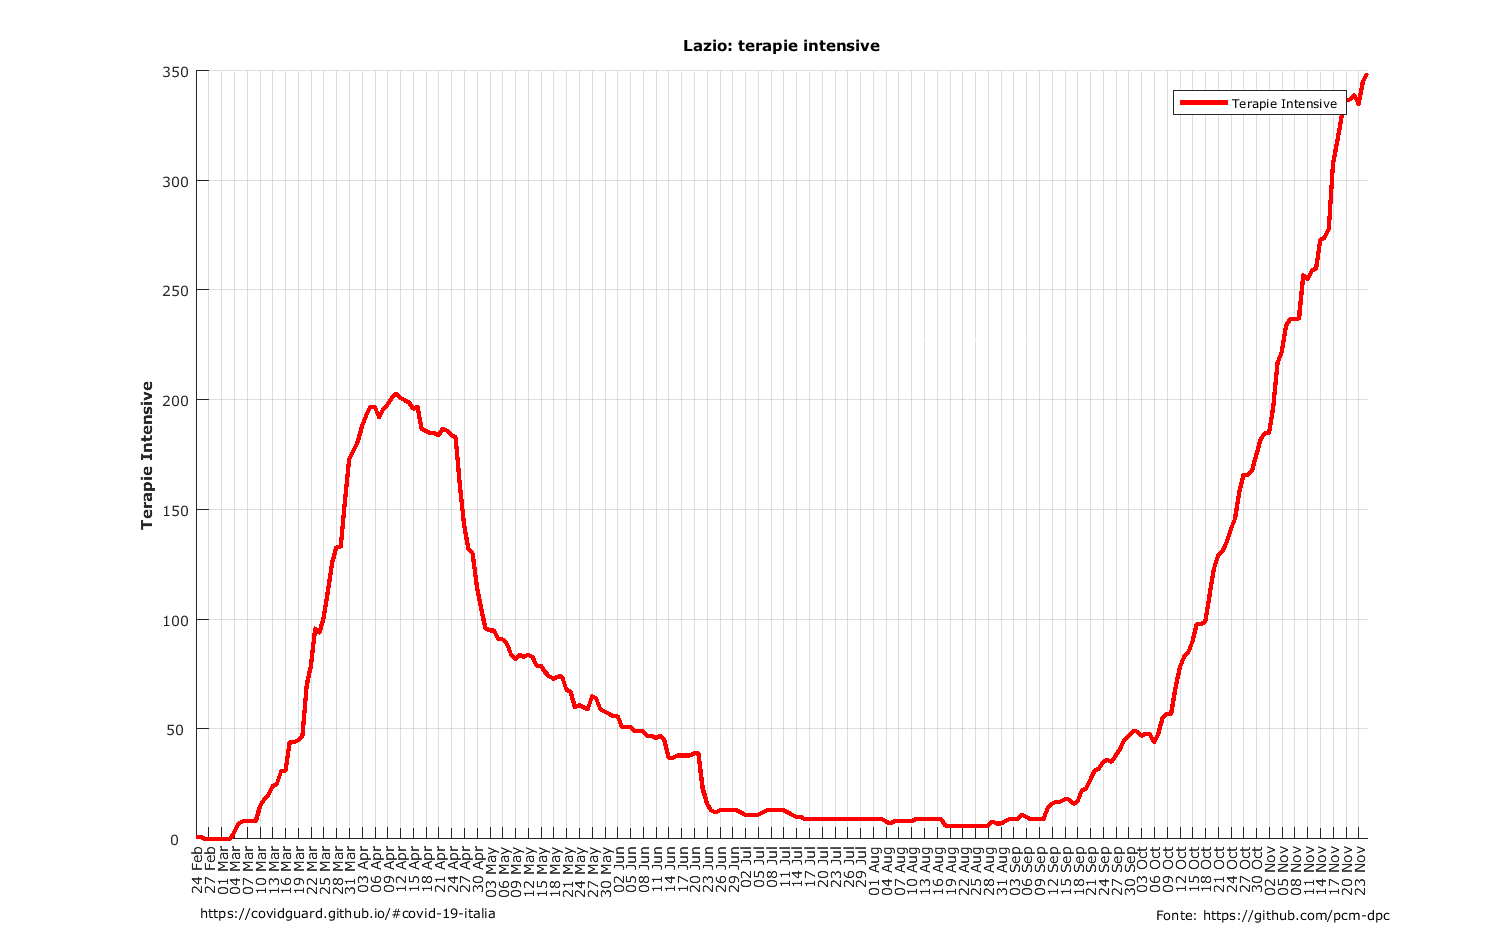 Lazio: terapie intensive
Terapie Intensive
Terapie Intensive
350
300
250
200
150
100
50
0
24 Feb
27 Feb
01 Mar
04 Mar
07 Mar
10 Mar
13 Mar
16 Mar
19 Mar
22 Mar
25 Mar
28 Mar
31 Mar
03 Apr
06 Apr
09 Apr
12 Apr
15 Apr
18 Apr
21 Apr
24 Apr
27 Apr
30 Apr
03 May
06 May
09 May
12 May
15 May
18 May
21 May
24 May
27 May
30 May
02 Jun
05 Jun
08 Jun
11 Jun
14 Jun
17 Jun
20 Jun
23 Jun
26 Jun
29 Jun
02 Jul
05 Jul
08 Jul
11 Jul
14 Jul
17 Jul
20 Jul
23 Jul
26 Jul
29 Jul
01 Aug
04 Aug
07 Aug
10 Aug
13 Aug
16 Aug
19 Aug
22 Aug
25 Aug
28 Aug
31 Aug
03 Sep
06 Sep
09 Sep
12 Sep
15 Sep
18 Sep
21 Sep
24 Sep
27 Sep
30 Sep
03 Oct
06 Oct
09 Oct
12 Oct
15 Oct
18 Oct
21 Oct
24 Oct
27 Oct
30 Oct
02 Nov
05 Nov
08 Nov
11 Nov
14 Nov
17 Nov
20 Nov
23 Nov
https://covidguard.github.io/#covid-19-italia
Fonte: https://github.com/pcm-dpc